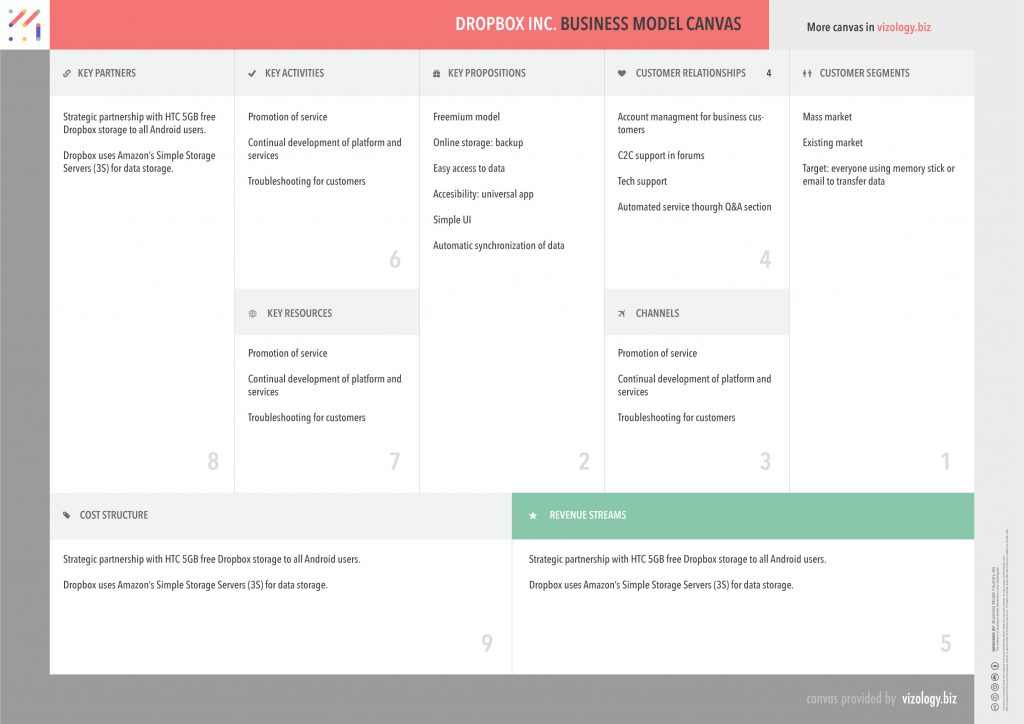 DROPBOX INC. BUSINESS MODEL CANVAS
More canvas in vizology.biz
KEY PARTNERS
Strategic partnership with HTC 5GB free
Dropbox storage to all Android users.
Dropbox uses Amazon's Simple Storage
Servers (3S) for data storage.
8
KEY ACTIVITIES
Promotion of service
Continual development of platform and
services
Troubleshooting for customers
6
KEY RESOURCES
Promotion of service
Continual development of platform and
services
Troubleshooting for customers
7
KEY PROPOSITIONS
Freemium model
Online storage: backup
Easy access to data
Accesibility: universal app
Simple UI
Automatic synchronization of data
2
CUSTOMER RELATIONSHIPS 4
Account managment for business cus-
tomers
C2C support in forums
Tech support
Automated service thourgh Q&A section
4
CHANNELS
Promotion of service
Continual development of platform and
services
Troubleshooting for customers
3
CUSTOMER SEGMENTS
Mass market
Existing market
Target: everyone using memory stick or
email to transfer data
1
COST STRUCTURE
Strategic partnership with HTC 5GB free Dropbox storage to all Android users.
Dropbox uses Amazon's Simple Storage Servers (3S) for data storage.
9
REVENUE STREAMS
Strategic partnership with HTC 5GB free Dropbox storage to all Android users.
Dropbox uses Amazon's Simple Storage Servers (3S) for data storage.
5
canvas provided by vizology.biz
DESIGNED BY: Business Model Foundry AG